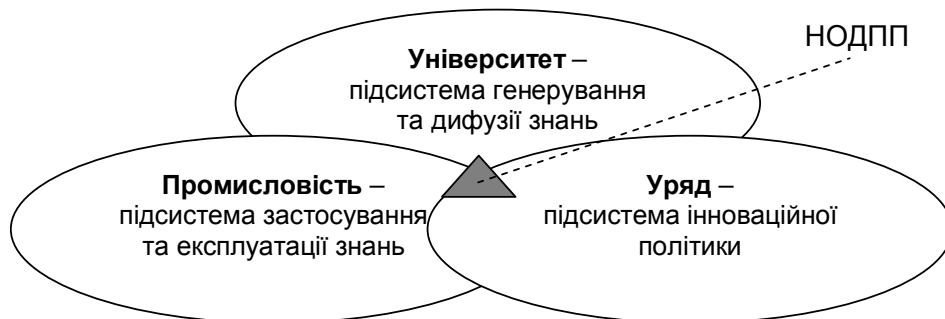 НОДПП
Університет –
підсистема генерування
та дифузії знань
Промисловість –
підсистема застосування
та експлуатації знань
Уряд –
підсистема інноваційної
політики